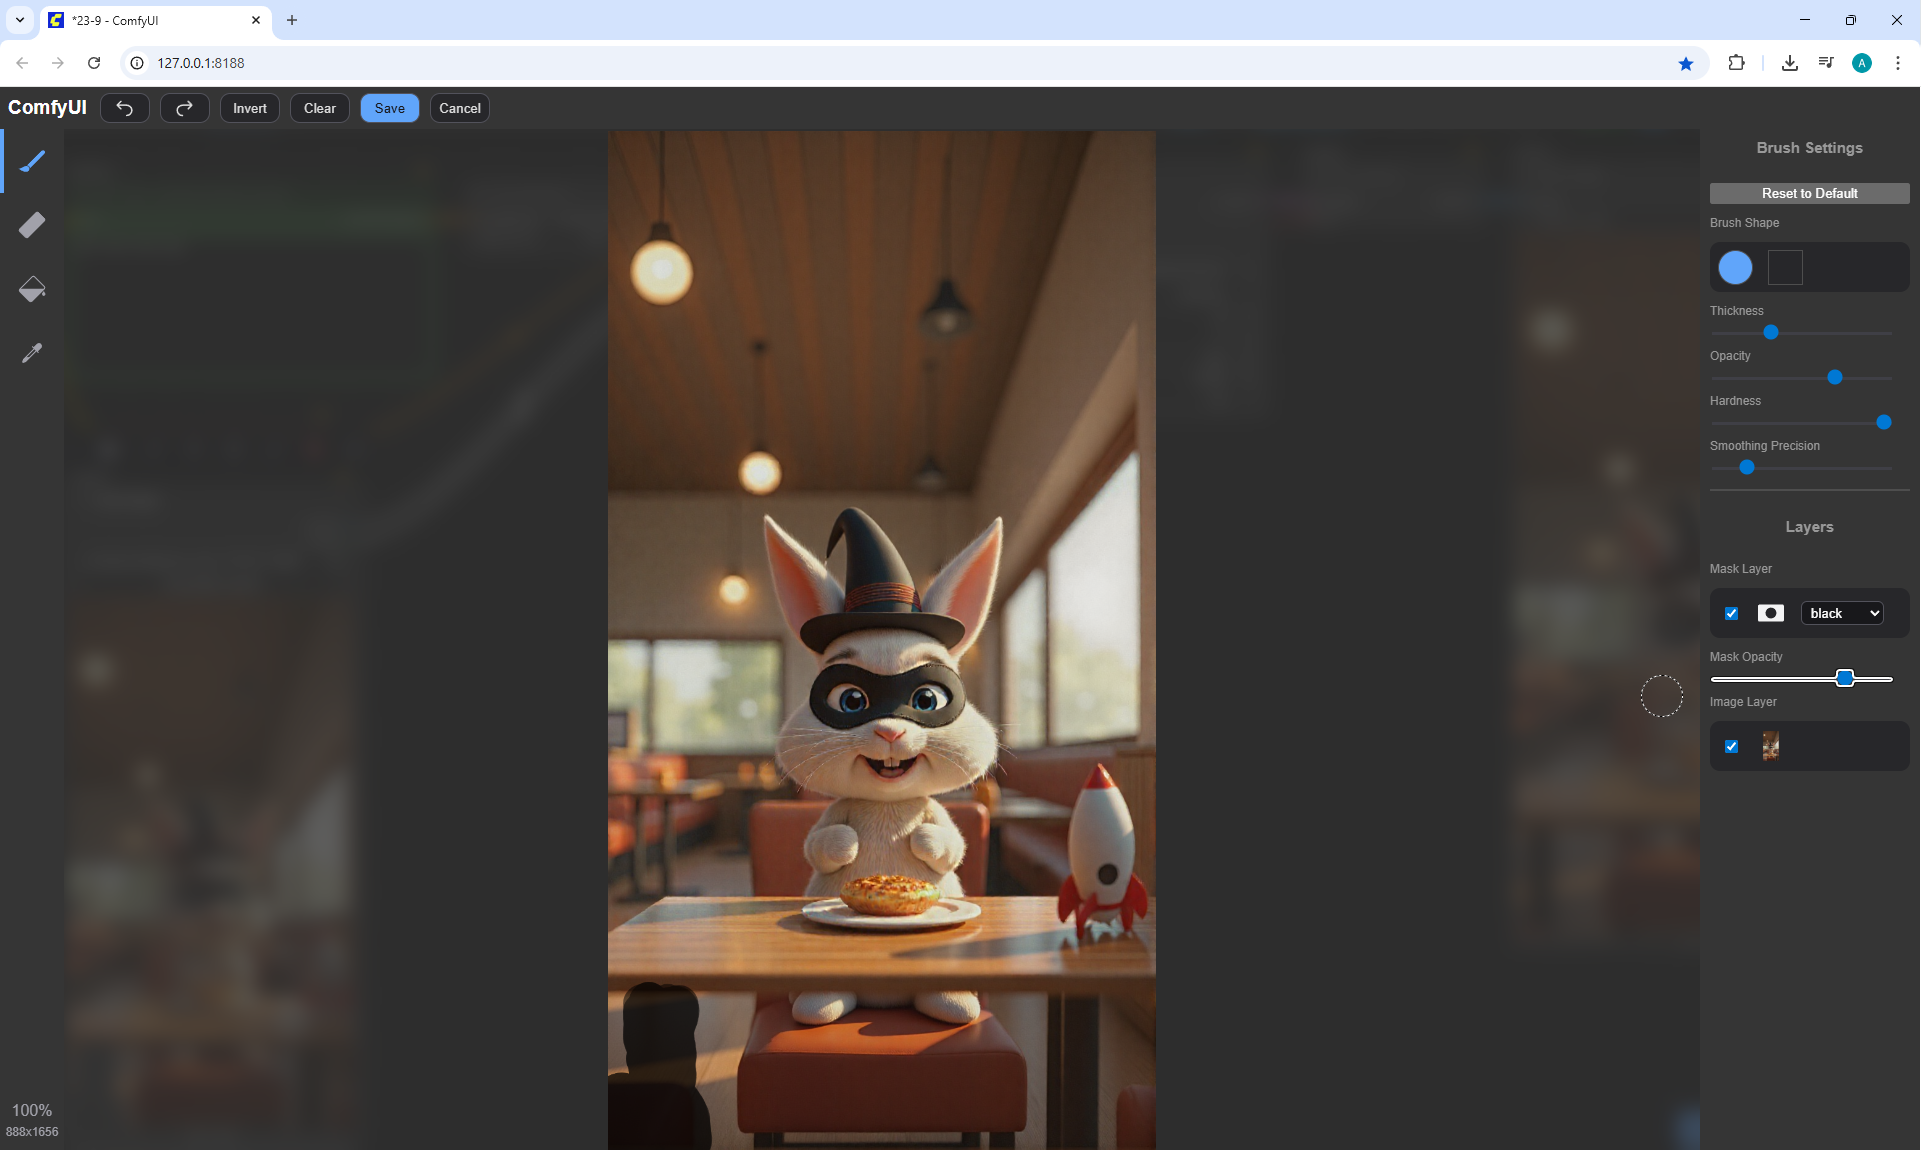 *23-9 - ComfyUI
127.0.0.1:8188
A
ComfyUI
Invert
Clear
Save
Cancel
Brush Settings
Reset to Default
Brush Shape
Thickness
Opacity
Hardness
Smoothing Precision
Layers
Mask Layer
black
Mask Opacity
Image Layer
100%
888x1656